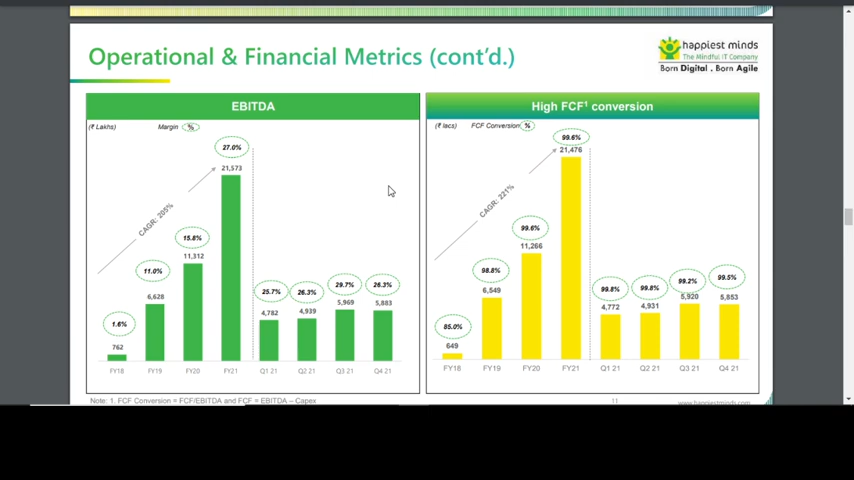 Operational & Financial Metrics (cont'd.)
happiest minds
The Mindful IT Company
Born Digital . Born Agile
EBITDA
(₹ Lakhs)
Margin %
27.0%
21,573
CAGR: 205%
15.8%
11,312
11.0%
6,628
1.6%
762
25.7%
4,782
26.3%
4,939
29.7%
5,969
26.3%
5,883
FY18
FY19
FY20
FY21
Q1 21
Q2 21
Q3 21
Q4 21
High FCF¹ conversion
(₹ lacs)
FCF Conversion %
99.6%
21,476
CAGR: 221%
99.6%
11,266
98.8%
6,549
85.0%
649
99.8%
4,772
99.8%
4,931
99.2%
5,920
99.5%
5,853
FY18
FY19
FY20
FY21
Q1 21
Q2 21
Q3 21
Q4 21
Note: 1. FCF Conversion = FCF/EBITDA and FCF = EBITDA – Capex
11
www.happiestminds.com